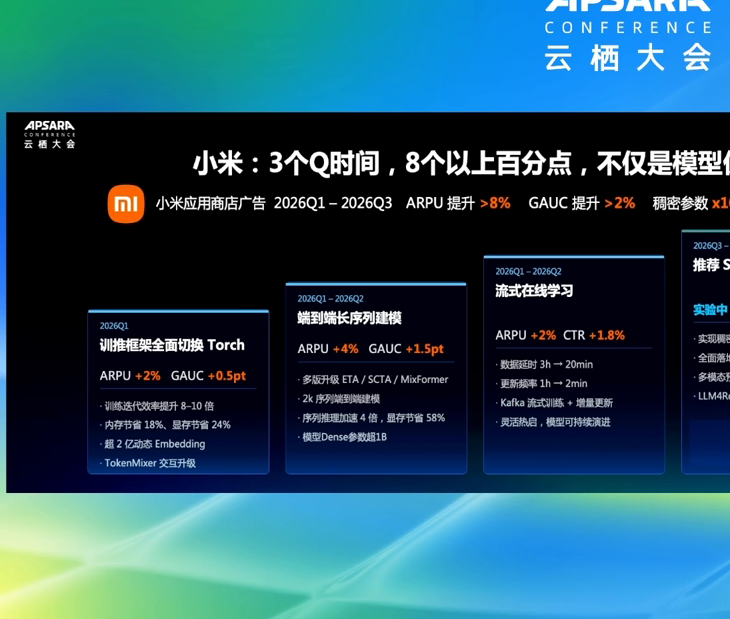 APSARA
CONFERENCE
云栖大会
APSARA
CONFERENCE
云栖大会
小米:3个Q时间,8个以上百分点,不仅是模型
小米应用商店广告 2026Q1 – 2026Q3 ARPU 提升 >8% GAUC 提升 >2% 稠密参数
2026Q1
训推框架全面切换 Torch
ARPU +2% GAUC +0.5pt
· 训练迭代效率提升 8–10 倍
· 内存节省 18%、显存节省 24%
· 超 2 亿动态 Embedding
· TokenMixer 交互升级
2026Q1 – 2026Q2
端到端长序列建模
ARPU +4% GAUC +1.5pt
· 多版升级 ETA / SCTA / MixFormer
· 2k 序列端到端建模
· 序列推理加速 4 倍,显存节省 58%
· 模型Dense参数超1B
2026Q1 – 2026Q2
流式在线学习
ARPU +2% CTR +1.8%
· 数据延时 3h → 20min
· 更新频率 1h → 2min
· Kafka 流式训练 + 增量更新
· 灵活热启,模型可持续演进
2026Q3 –
推荐 S
实验中
· 实现稠密
· 全面落地
· 多模态
· LLM4Re